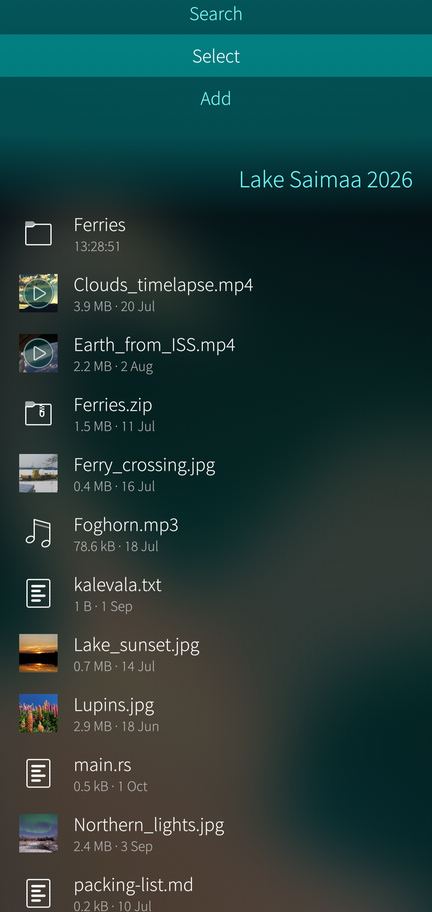 Search
Select
Add
Lake Saimaa 2026
Ferries
13:28:51
Clouds_timelapse.mp4
3.9 MB · 20 Jul
Earth_from_ISS.mp4
2.2 MB · 2 Aug
Ferries.zip
1.5 MB · 11 Jul
Ferry_crossing.jpg
0.4 MB · 16 Jul
Foghorn.mp3
78.6 kB · 18 Jul
kalevala.txt
1 B · 1 Sep
Lake_sunset.jpg
0.7 MB · 14 Jul
Lupins.jpg
2.9 MB · 18 Jun
main.rs
0.5 kB · 1 Oct
Northern_lights.jpg
2.4 MB · 3 Sep
packing-list.md
0.2 kB · 10 Jul